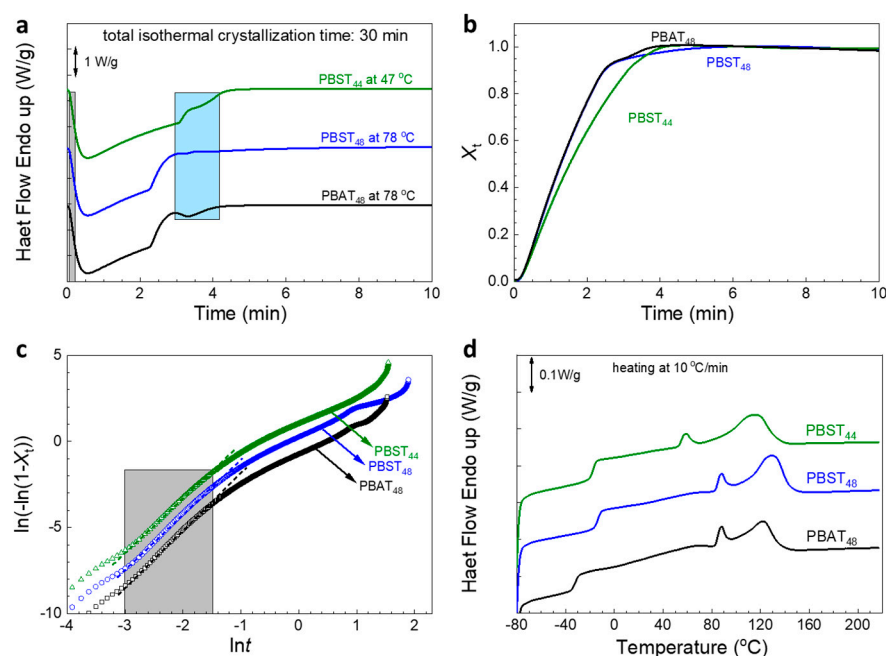 a
total isothermal crystallization time: 30 min
1 W/g
PBST₄₄ at 47 °C
PBST₄₈ at 78 °C
PBAT₄₈ at 78 °C
Haet Flow Endo up (W/g)
0 2 4 6 8 10
Time (min)
b
PBAT₄₈
PBST₄₈
PBST₄₄
Xₜ
1.0
0.8
0.6
0.4
0.2
0.0
0 2 4 6 8 10
Time (min)
c
ln(-ln(1-Xₜ))
5
0
-5
-10
PBST₄₄
PBST₄₈
PBAT₄₈
-4 -3 -2 -1 0 1 2
lnt
d
0.1W/g
heating at 10 °C/min
PBST₄₄
PBST₄₈
PBAT₄₈
Haet Flow Endo up (W/g)
-80 -40 0 40 80 120 160 200
Temperature (°C)